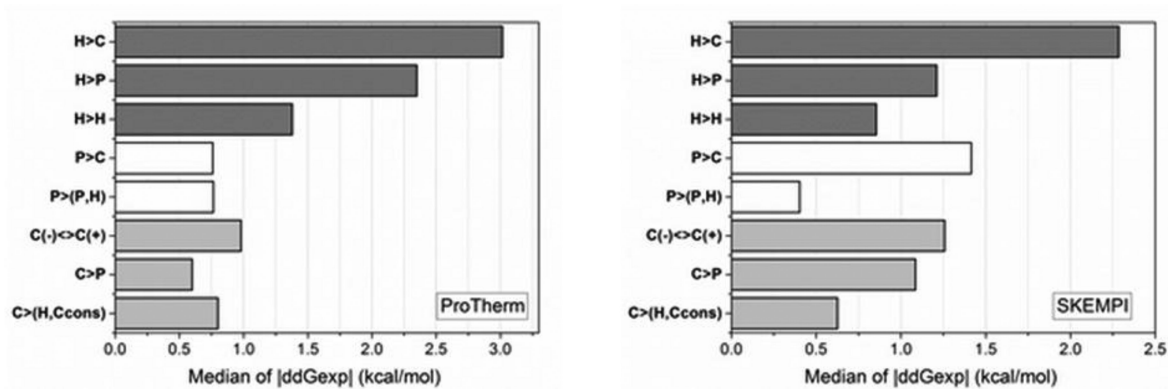 H>C
H>P
H>H
P>C
P>(P,H)
C(-)<>C(+)
C>P
C>(H,Ccons)
ProTherm
0.0 0.5 1.0 1.5 2.0 2.5 3.0
Median of |ddGexp| (kcal/mol)
H>C
H>P
H>H
P>C
P>(P,H)
C(-)<>C(+)
C>P
C>(H,Ccons)
SKEMPI
0.0 0.5 1.0 1.5 2.0 2.5
Median of |ddGexp| (kcal/mol)